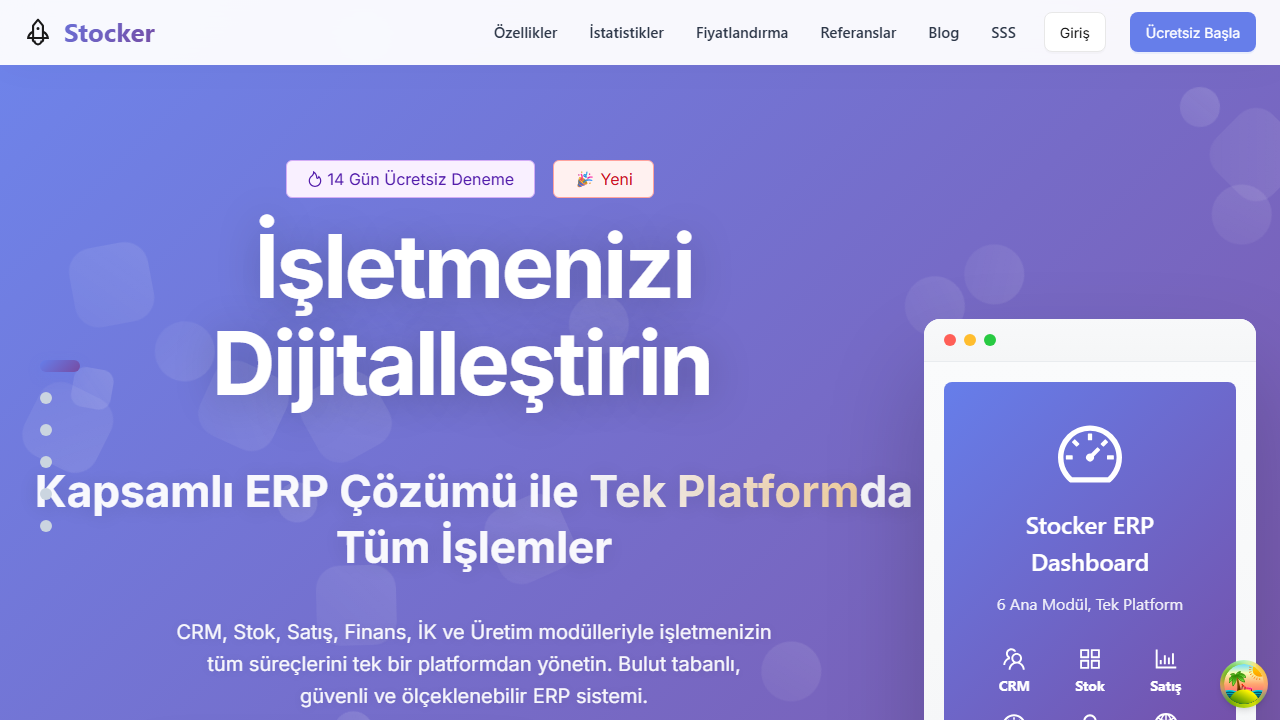 Stocker
Özellikler
İstatistikler
Fiyatlandırma
Referanslar
Blog
SSS
Giriş
Ücretsiz Başla
14 Gün Ücretsiz Deneme
🎉 Yeni
İşletmenizi
Dijitalleştirin
Kapsamlı ERP Çözümü ile Tek Platformda
Tüm İşlemler
CRM, Stok, Satış, Finans, İK ve Üretim modülleriyle işletmenizin
tüm süreçlerini tek bir platformdan yönetin. Bulut tabanlı,
güvenli ve ölçeklenebilir ERP sistemi.
Stocker ERP
Dashboard
6 Ana Modül, Tek Platform
CRM
Stok
Satış